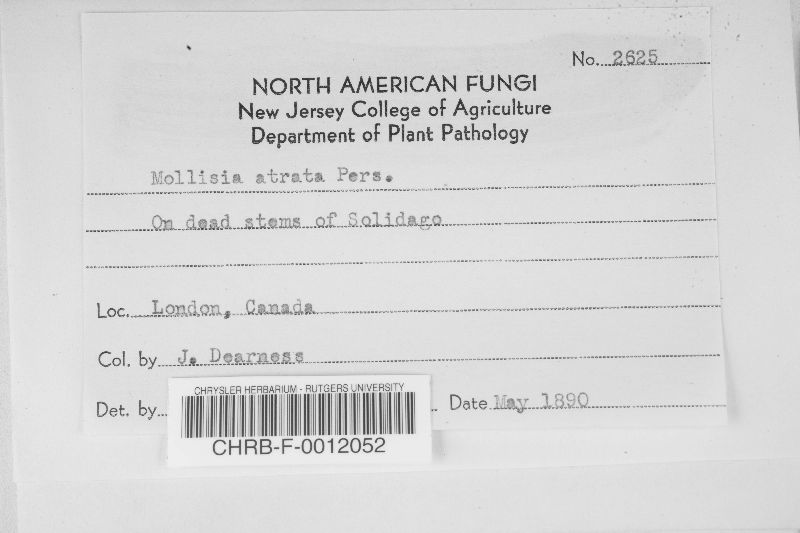 No. 2625
NORTH AMERICAN FUNGI
New Jersey College of Agriculture
Department of Plant Pathology
Mollisia atrata Pers.
On dead stems of Solidago
Loc. London, Canada
Col. by J. Dearness
Det. by Date May 1890
CHRYSLER HERBARIUM - RUTGERS UNIVERSITY
CHRB-F-0012052